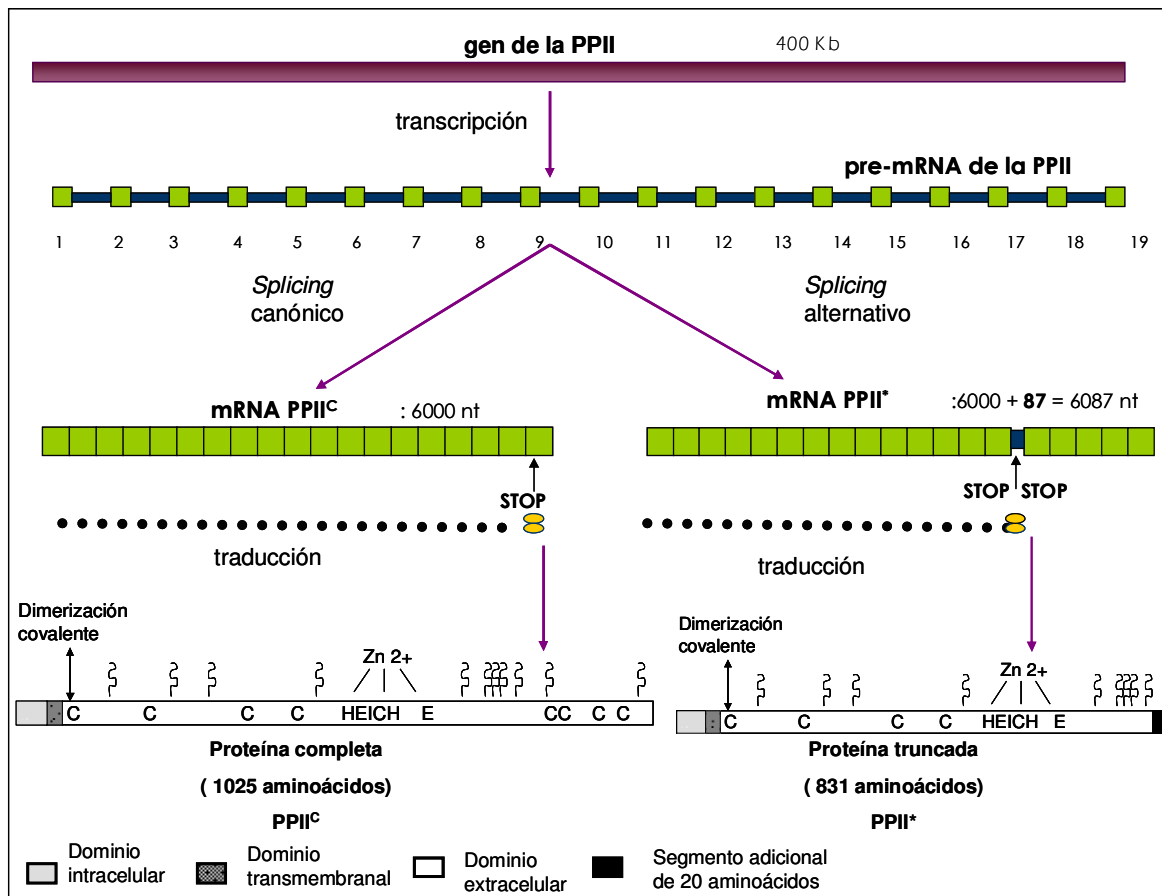 gen de la PPII 400 Kb
transcripción
pre-mRNA de la PPII
1 2 3 4 5 6 7 8 9 10 11 12 13 14 15 16 17 18 19
Splicing
canónico
Splicing
alternativo
mRNA PPIIᶜ : 6000 nt
mRNA PPII* :6000 + 87 = 6087 nt
STOP
STOP STOP
traducción
traducción
Dimerización
covalente
Zn 2+
C C C C HEICH E CC C C
Proteína completa
( 1025 aminoácidos)
PPIIᶜ
Dimerización
covalente
Zn 2+
C C C C HEICH E
Proteína truncada
( 831 aminoácidos)
PPII*
Dominio
intracelular
Dominio
transmembranal
Dominio
extracelular
Segmento adicional
de 20 aminoácidos